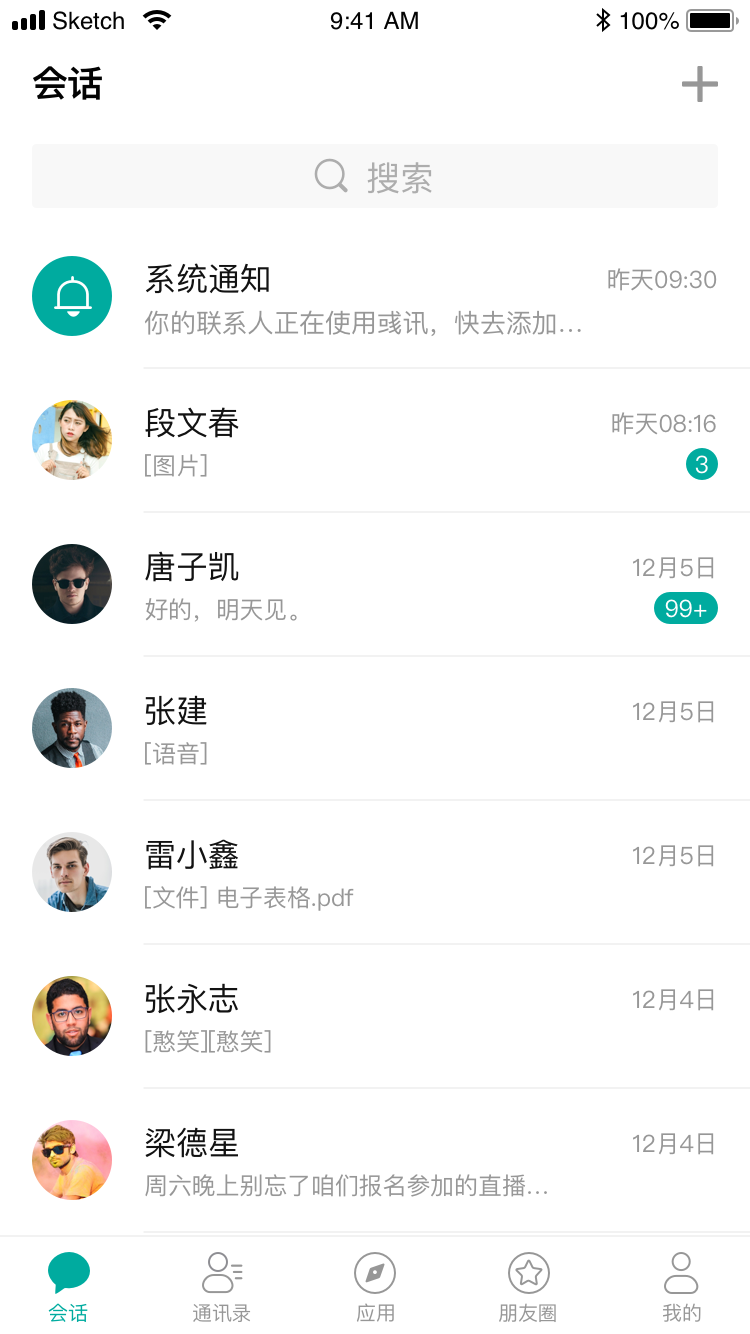 Sketch 9:41 AM 100%
会话
搜索
系统通知 昨天09:30
你的联系人正在使用彧讯，快去添加...
段文春 昨天08:16
[图片] 3
唐子凯 12月5日
好的，明天见。 99+
张建 12月5日
[语音]
雷小鑫 12月5日
[文件] 电子表格.pdf
张永志 12月4日
[憨笑][憨笑]
梁德星 12月4日
周六晚上别忘了咱们报名参加的直播...
会话 通讯录 应用 朋友圈 我的